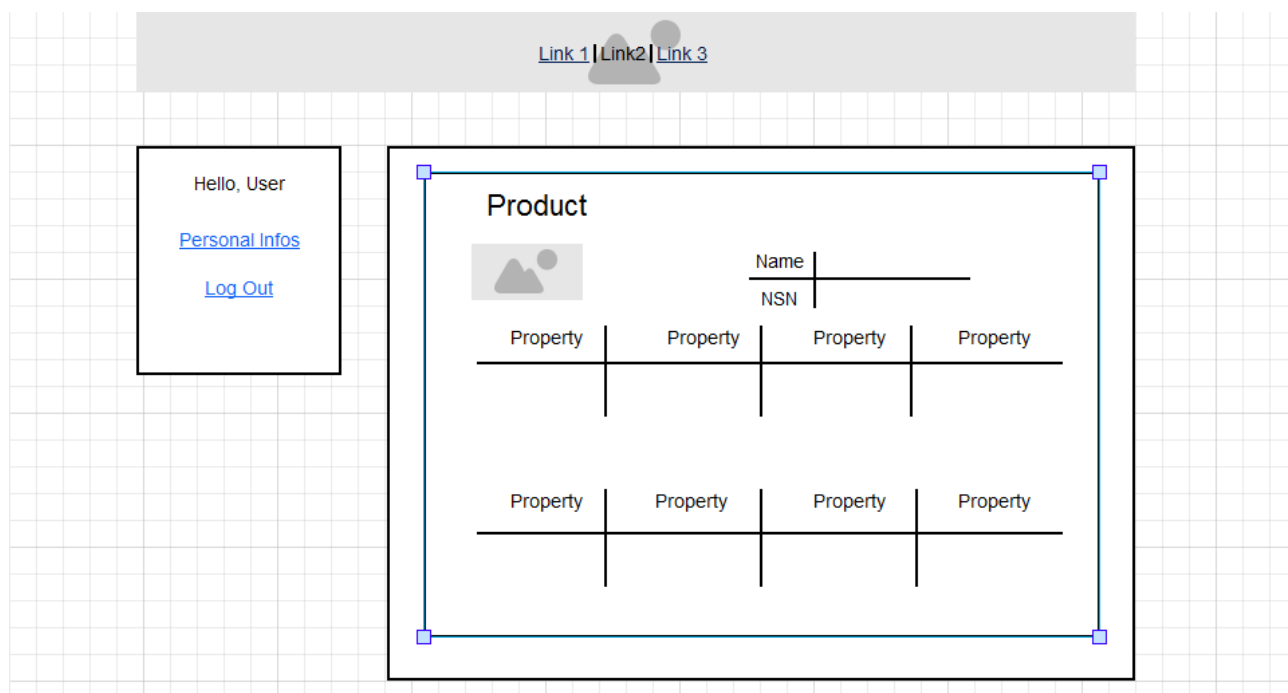 Link 1|Link2|Link 3
Hello, User
Personal Infos
Log Out
Product
Name
NSN
Property Property Property Property
Property Property Property Property